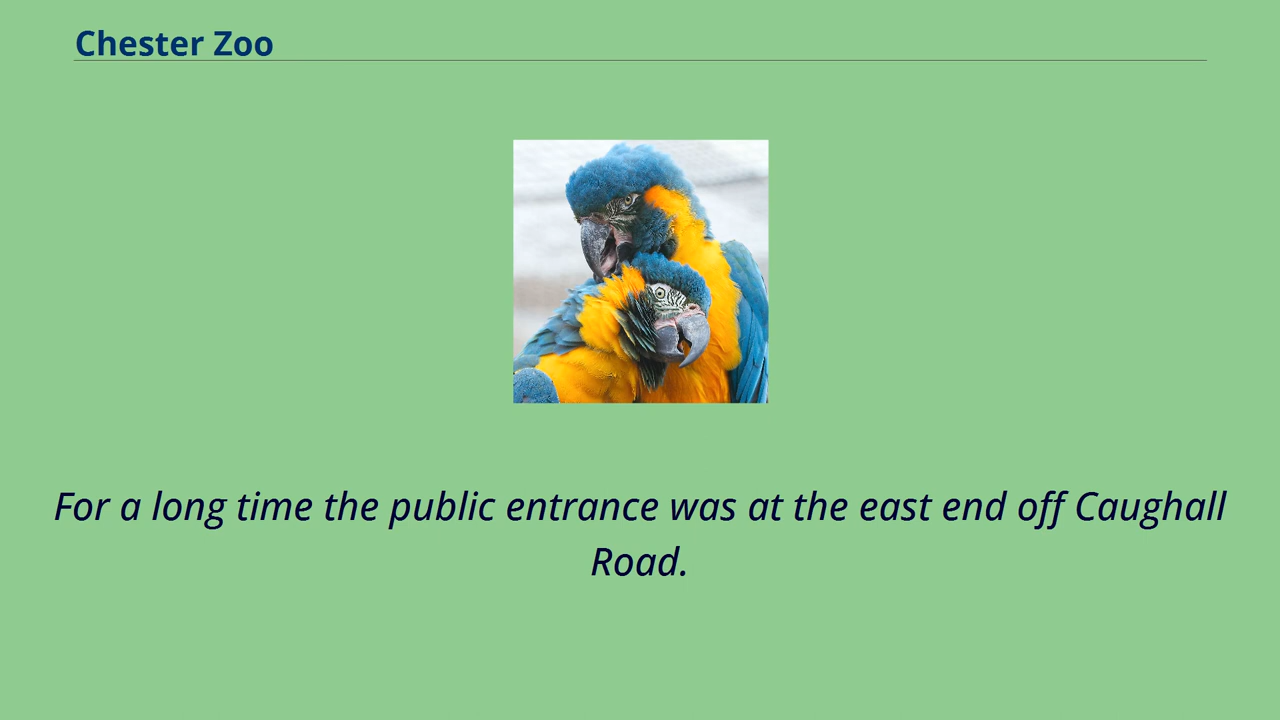 Chester Zoo
For a long time the public entrance was at the east end off Caughall
Road.